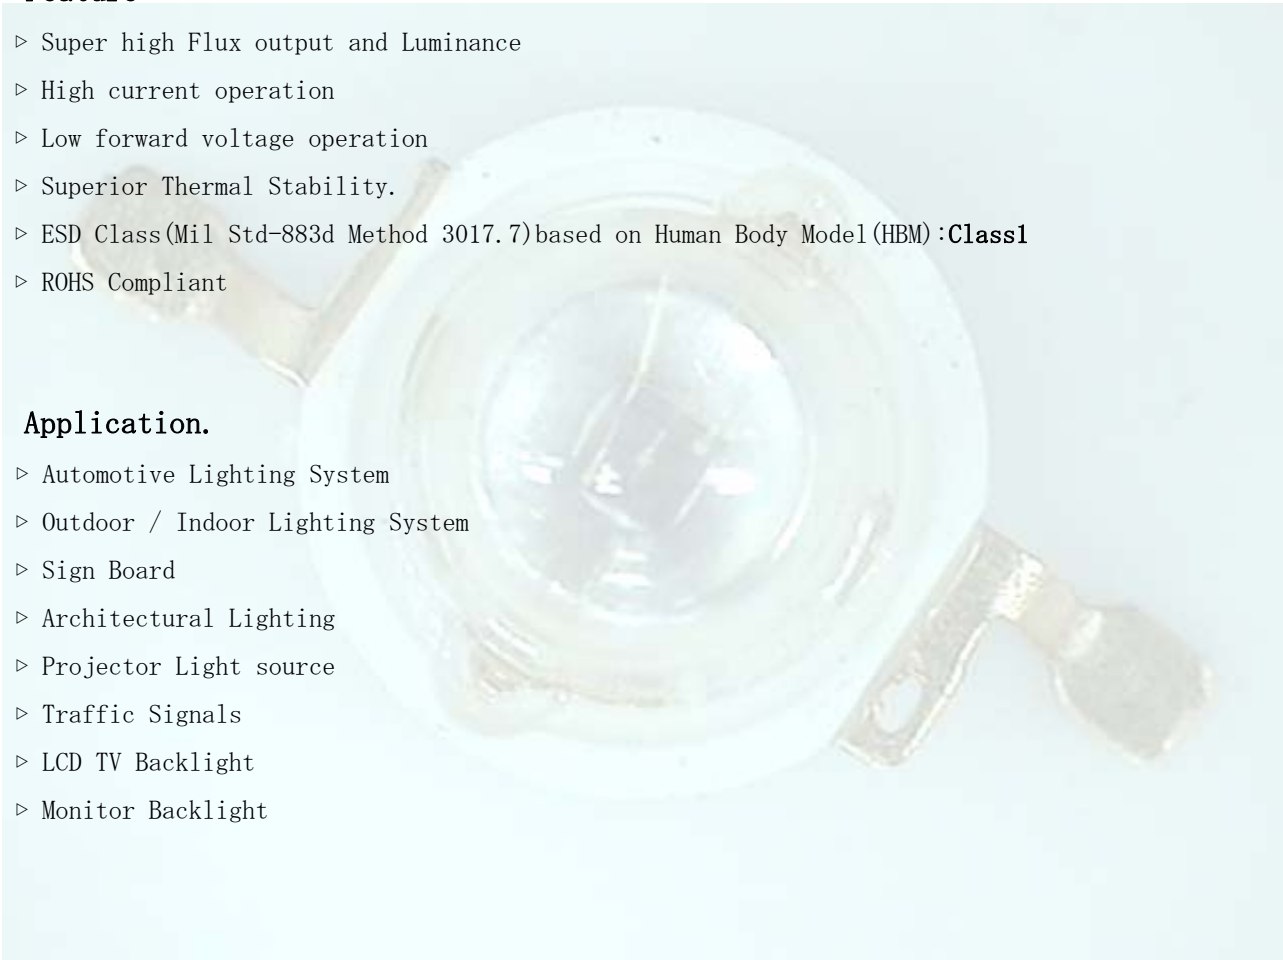 Feature
▷ Super high Flux output and Luminance
▷ High current operation
▷ Low forward voltage operation
▷ Superior Thermal Stability.
▷ ESD Class(Mil Std-883d Method 3017.7)based on Human Body Model(HBM):Class1
▷ ROHS Compliant
Application.
▷ Automotive Lighting System
▷ Outdoor / Indoor Lighting System
▷ Sign Board
▷ Architectural Lighting
▷ Projector Light source
▷ Traffic Signals
▷ LCD TV Backlight
▷ Monitor Backlight